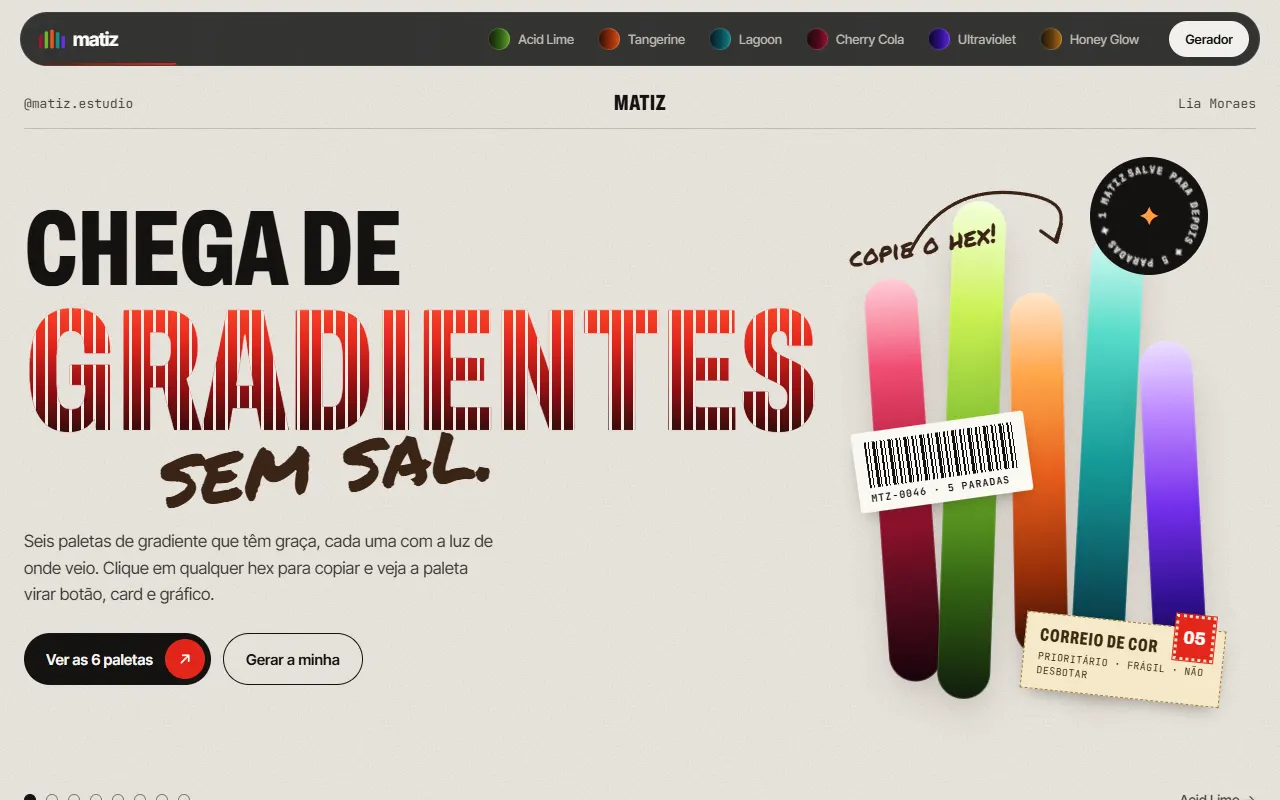 matiz
Acid Lime
Tangerine
Lagoon
Cherry Cola
Ultraviolet
Honey Glow
Gerador
@matiz.estudio
MATIZ
Lia Moraes
CHEGA DE
GRADIENTES
SEM SAL.
COPIE O HEX!
SALVE PARA DEPOIS ✦ 5 PARADAS ✦ 1 MATIZ
MTZ-0046 · 5 PARADAS
Seis paletas de gradiente que têm graça, cada uma com a luz de
onde veio. Clique em qualquer hex para copiar e veja a paleta
virar botão, card e gráfico.
Ver as 6 paletas
Gerar a minha
CORREIO DE COR
05
PRIORITÁRIO · FRÁGIL · NÃO
DESBOTAR
Acid Lime →